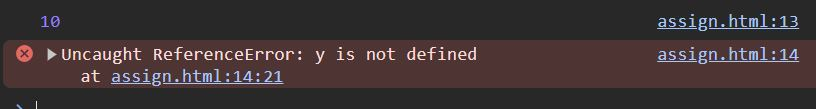 10 assign.html:13
Uncaught ReferenceError: y is not defined assign.html:14
at assign.html:14:21